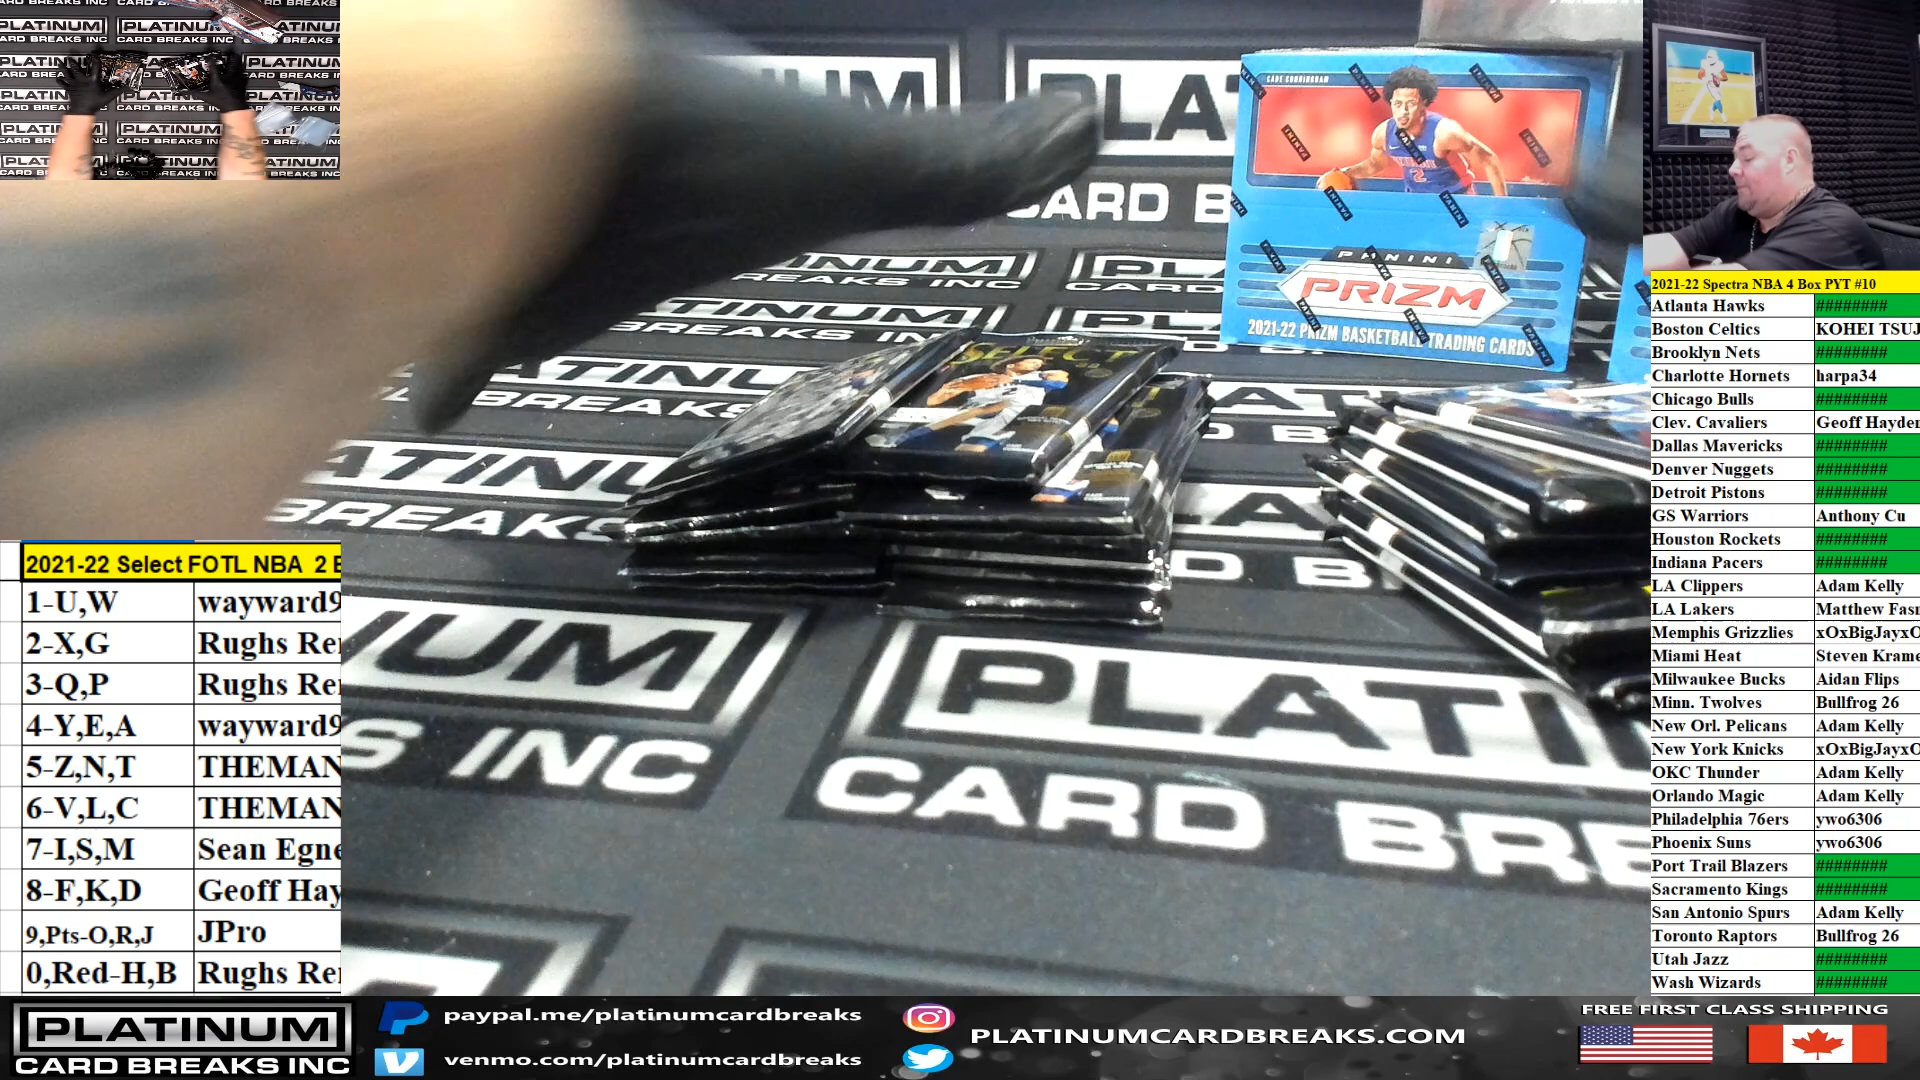 CADE CUNNINGHAM
PANINI
PRIZM
2021-22 PRIZM BASKETBALL TRADING CARDS
SELECT
PLATINUM
CARD BREAKS INC
2021-22 Select FOTL NBA 2
1-U,W wayward9
2-X,G Rughs
3-Q,P Rughs
4-Y,E,A wayward9
5-Z,N,T THEMAN
6-V,L,C THEMAN
7-I,S,M Sean
8-F,K,D Geoff
9,Pts-O,R,J JPro
0,Red-H,B Rughs
2021-22 Spectra NBA 4 Box PYT #10
Atlanta Hawks ########
Boston Celtics KOHEI
Brooklyn Nets ########
Charlotte Hornets harpa34
Chicago Bulls ########
Clev. Cavaliers Geoff Hayden
Dallas Mavericks ########
Denver Nuggets ########
Detroit Pistons ########
GS Warriors Anthony Cu
Houston Rockets ########
Indiana Pacers ########
LA Clippers Adam Kelly
LA Lakers Matthew
Memphis Grizzlies xOxBigJayxO
Miami Heat Steven
Milwaukee Bucks Aidan Flips
Minn. Twolves Bullfrog 26
New Orl. Pelicans Adam Kelly
New York Knicks xOxBigJayxO
OKC Thunder Adam Kelly
Orlando Magic Adam Kelly
Philadelphia 76ers ywo6306
Phoenix Suns ywo6306
Port Trail Blazers ########
Sacramento Kings ########
San Antonio Spurs Adam Kelly
Toronto Raptors Bullfrog 26
Utah Jazz ########
Wash Wizards ########
PLATINUM
CARD BREAKS INC
paypal.me/platinumcardbreaks
venmo.com/platinumcardbreaks
PLATINUMCARDBREAKS.COM
FREE FIRST CLASS SHIPPING